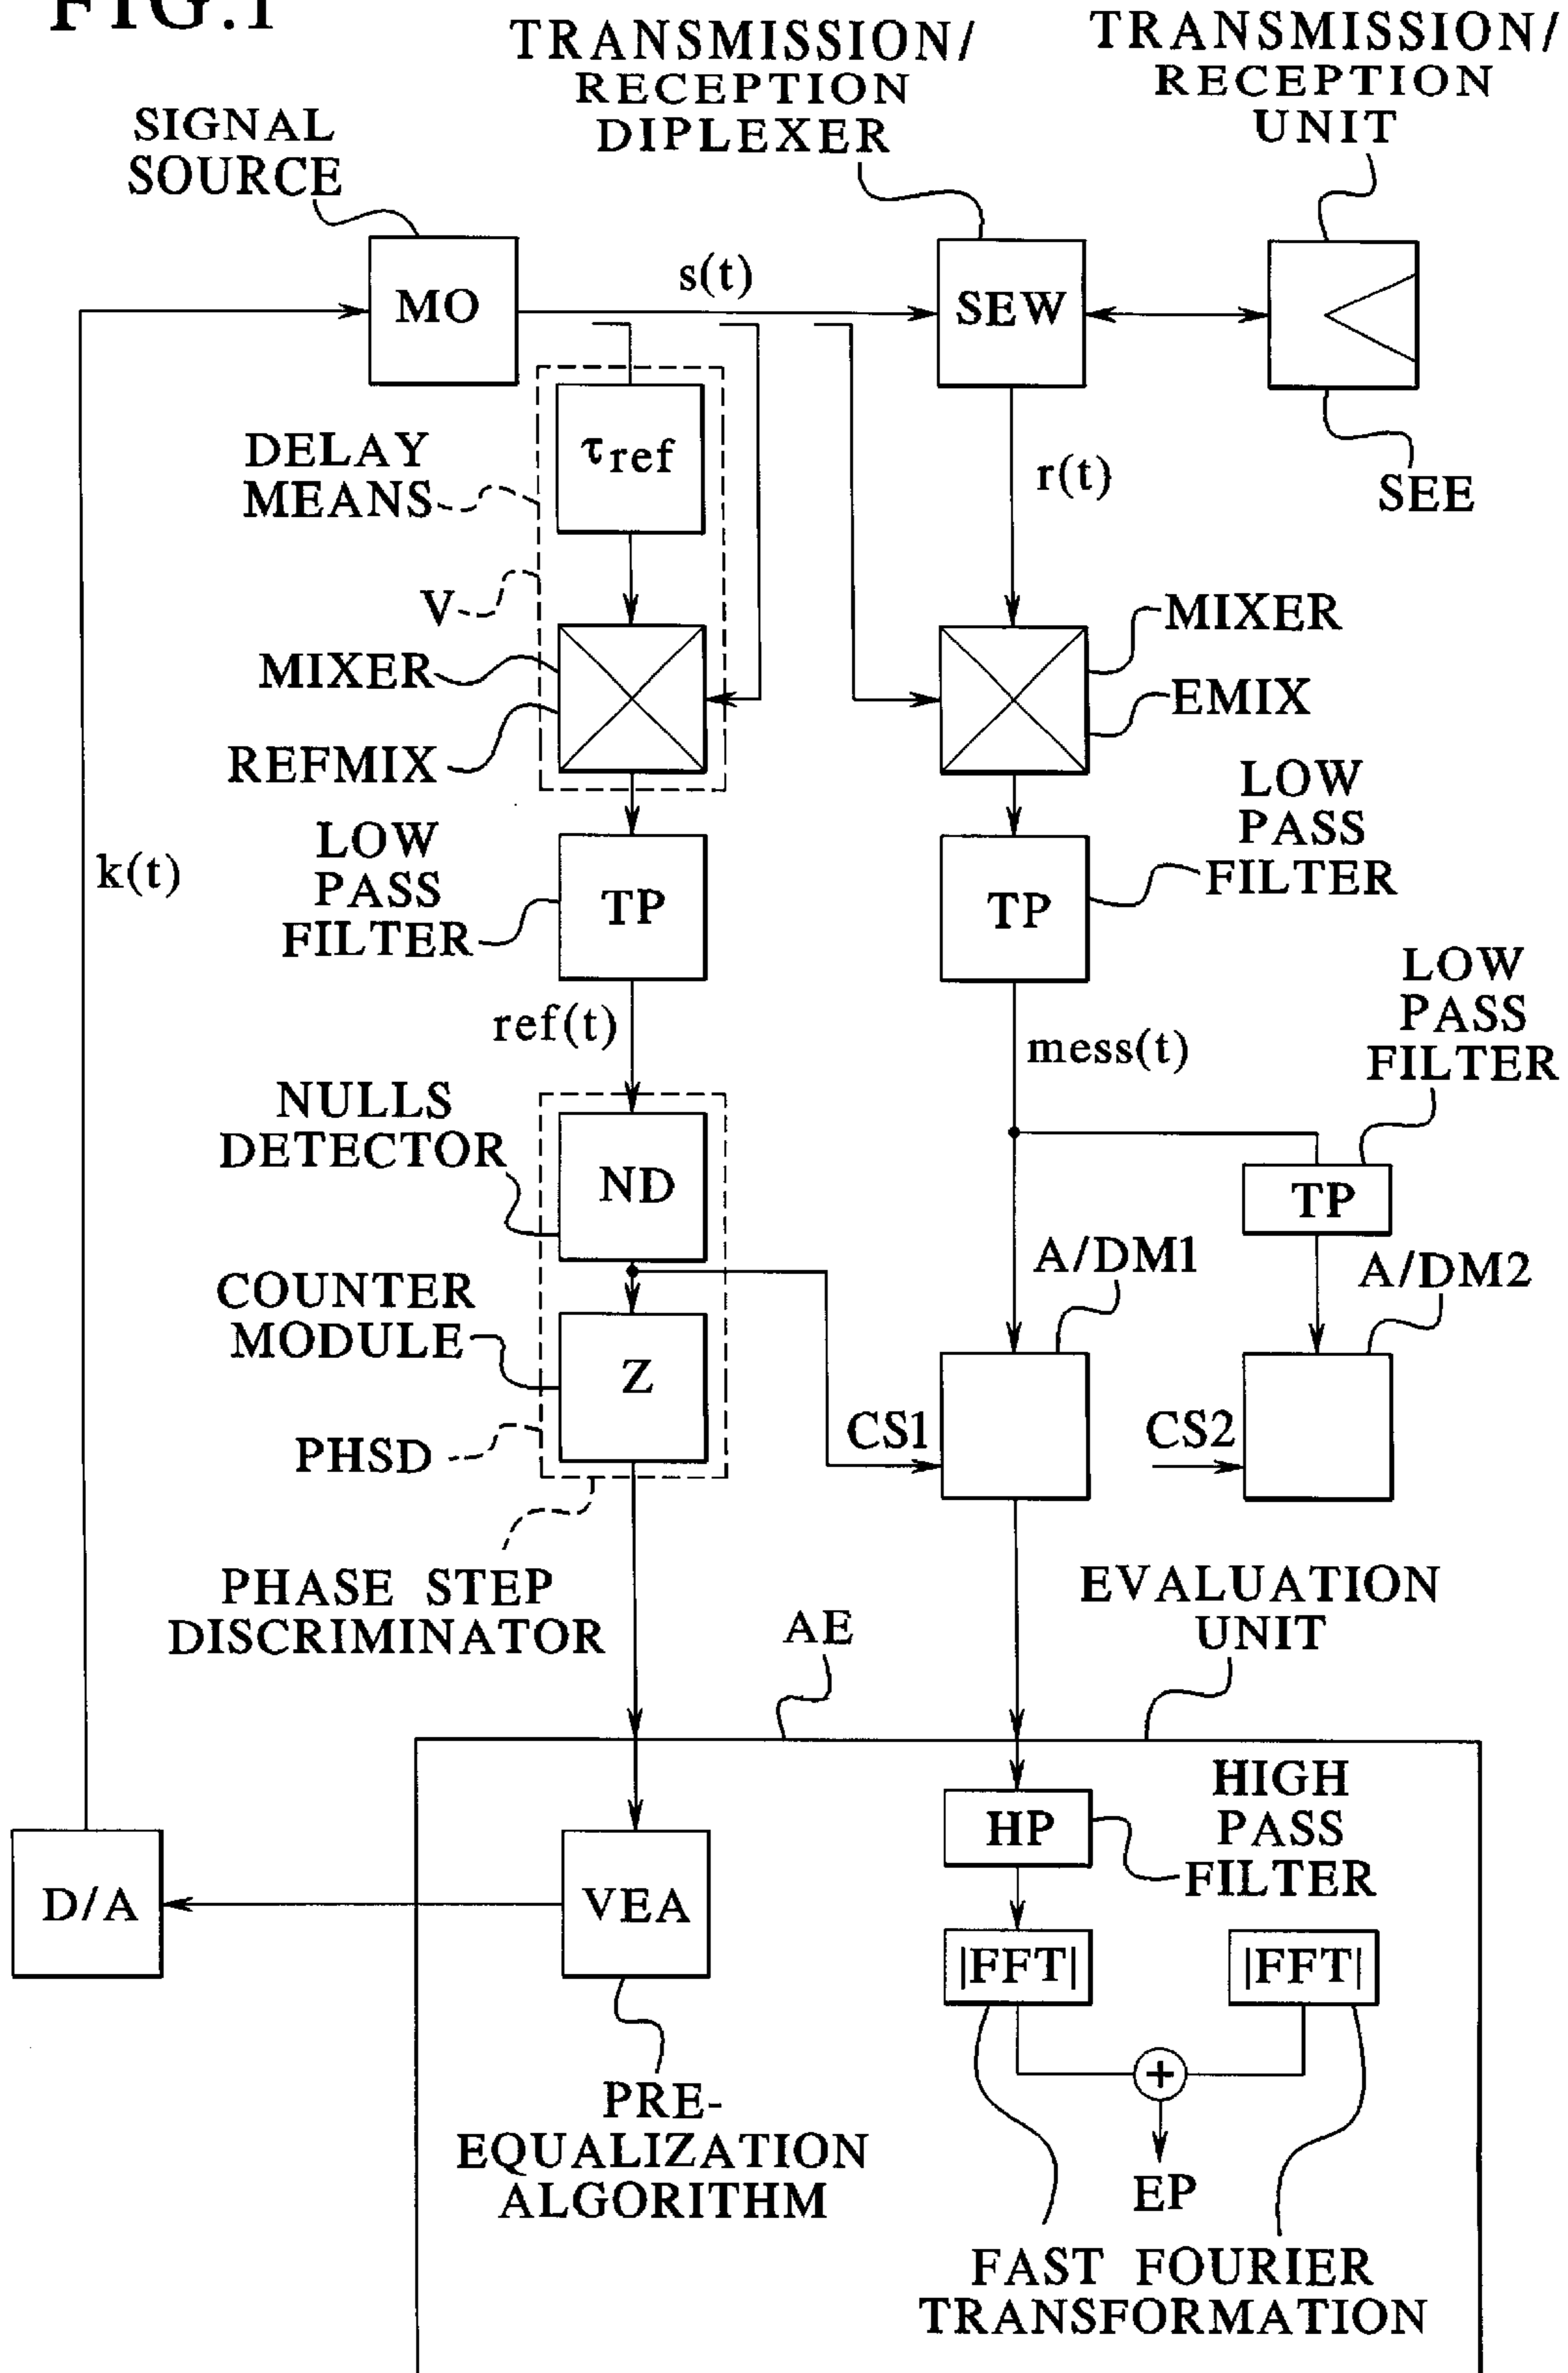 FIG.1
TRANSMISSION/
RECEPTION
DIPLEXER
TRANSMISSION/
RECEPTION
UNIT
SIGNAL
SOURCE
MO
s(t)
SEW
DELAY
MEANS
τref
r(t)
SEE
V
MIXER
REFMIX
MIXER
EMIX
k(t)
LOW
PASS
FILTER
TP
LOW
PASS
FILTER
TP
ref(t)
mess(t)
LOW
PASS
FILTER
TP
NULLS
DETECTOR
ND
A/DM1
A/DM2
COUNTER
MODULE
Z
CS1
CS2
PHSD
PHASE STEP
DISCRIMINATOR
AE
EVALUATION
UNIT
HP
HIGH
PASS
FILTER
D/A
VEA
|FFT|
|FFT|
+
PRE-
EQUALIZATION
ALGORITHM
EP
FAST FOURIER
TRANSFORMATION